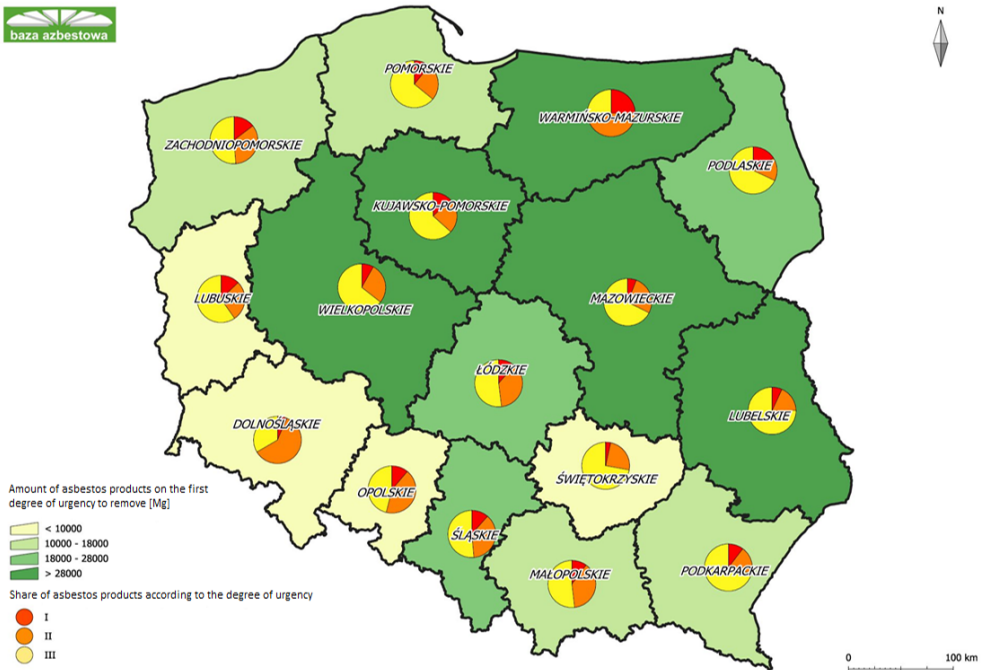 baza azbestowa
N
POMORSKIE
WARMIŃSKO-MAZURSKIE
ZACHODNIOPOMORSKIE
PODLASKIE
KUJAWSKO-POMORSKIE
LUBUSKIE
WIELKOPOLSKIE
MAZOWIECKIE
ŁÓDZKIE
LUBELSKIE
DOLNOŚLĄSKIE
OPOLSKIE
ŚWIĘTOKRZYSKIE
ŚLĄSKIE
MAŁOPOLSKIE
PODKARPACKIE
Amount of asbestos products on the first
degree of urgency to remove [Mg]
< 10000
10000 - 18000
18000 - 28000
> 28000
Share of asbestos products according to the degree of urgency
I
II
III
0 100 km